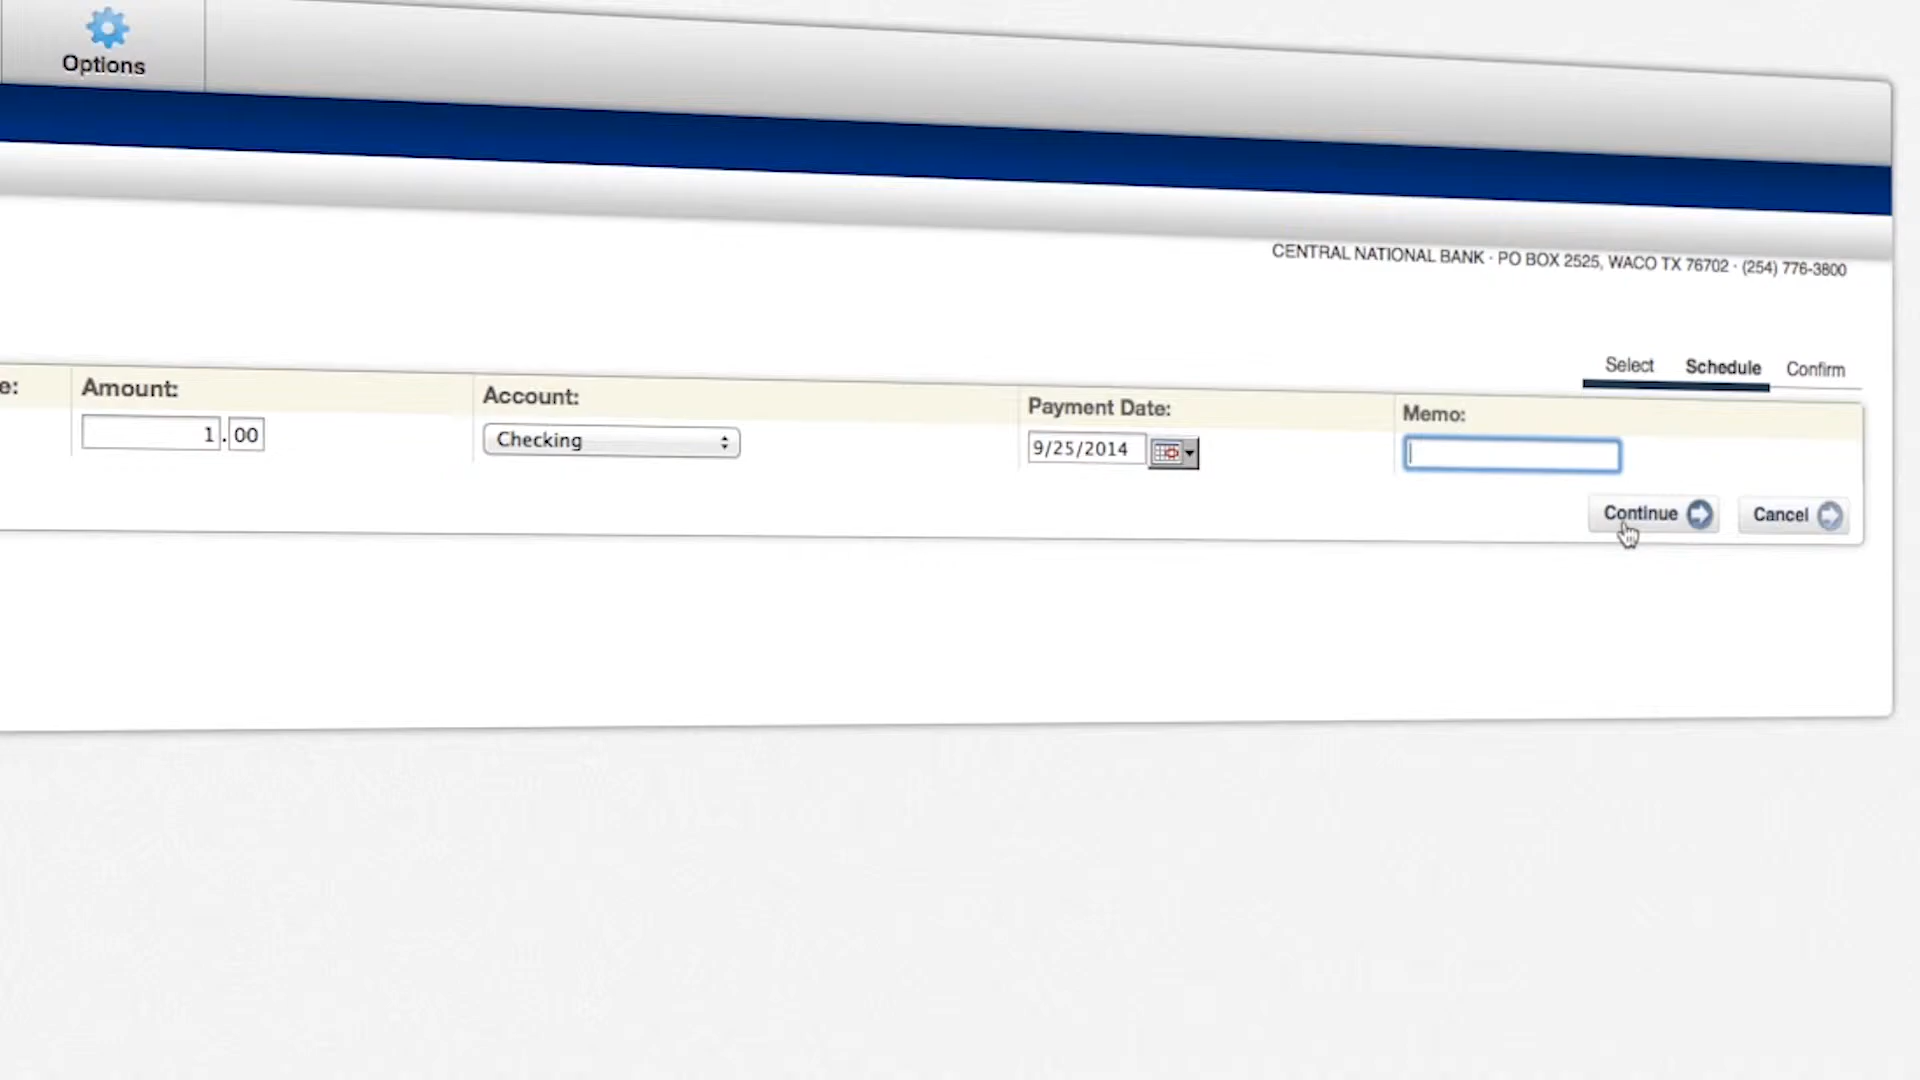 Options
CENTRAL NATIONAL BANK · PO BOX 2525, WACO TX 76702 · (254) 776-3800
Select Schedule Confirm
e: Amount: Account: Payment Date: Memo:
1.00 Checking 9/25/2014
Continue Cancel